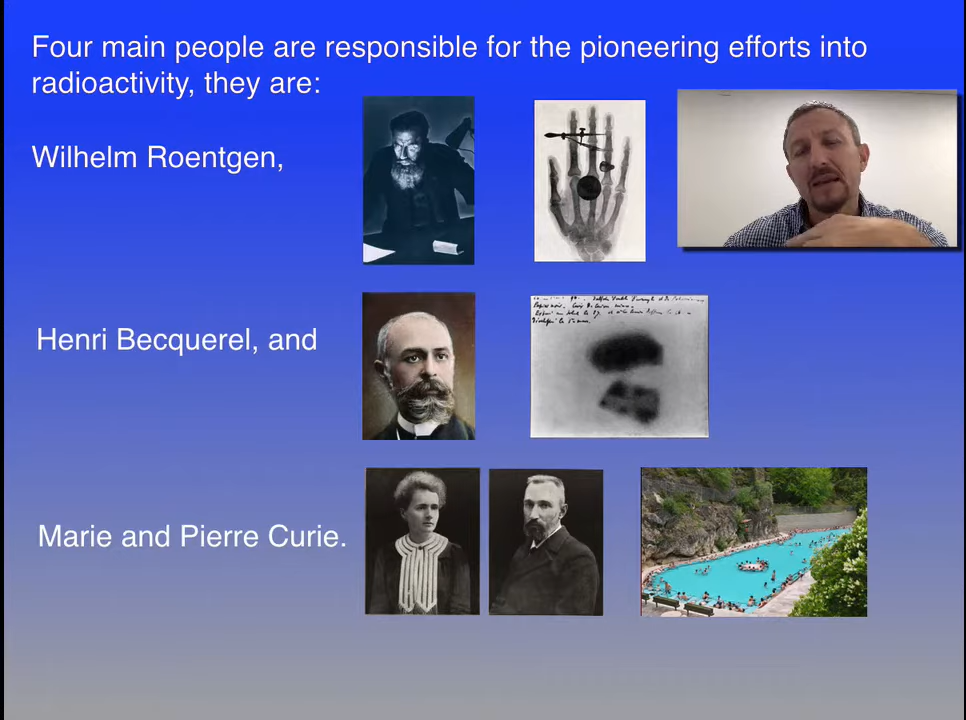 Four main people are responsible for the pioneering efforts into
radioactivity, they are:
Wilhelm Roentgen,
Henri Becquerel, and
Marie and Pierre Curie.